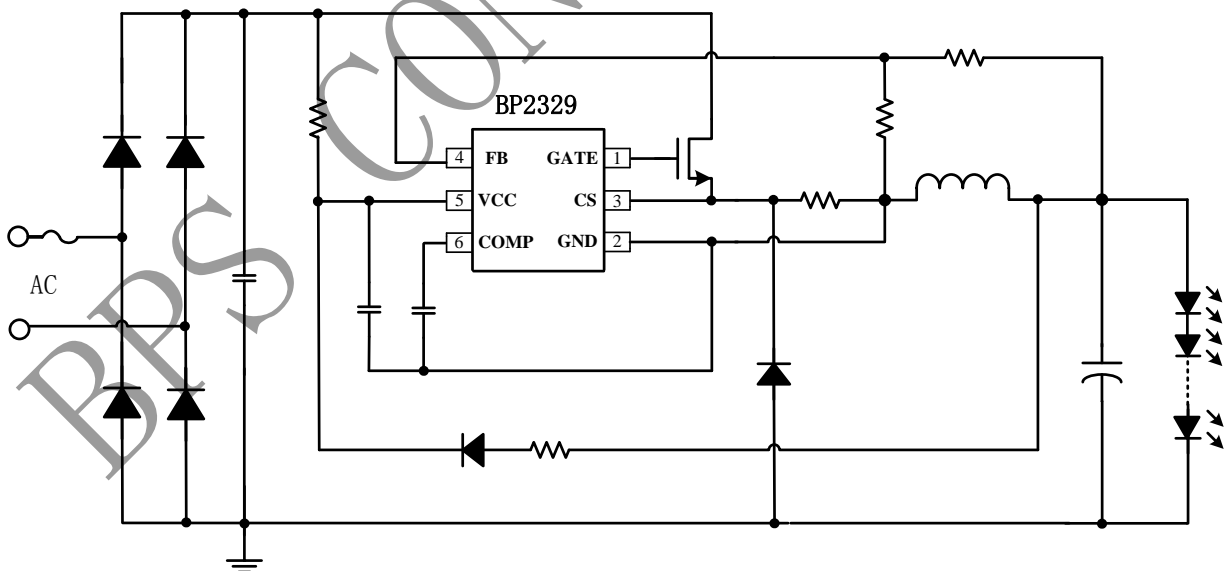 BPS CON
BP2329
4 FB GATE 1
5 VCC CS 3
6 COMP GND 2
AC